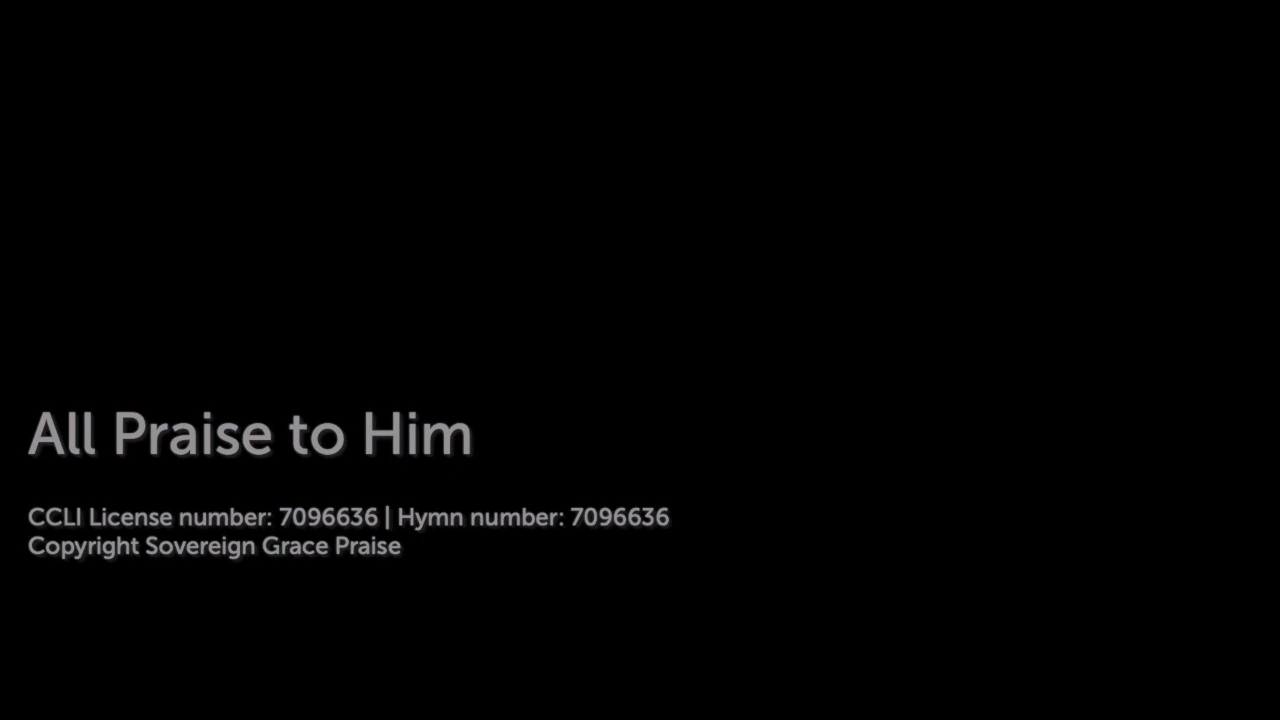 All Praise to Him
CCLI License number: 7096636 | Hymn number: 7096636
Copyright Sovereign Grace Praise